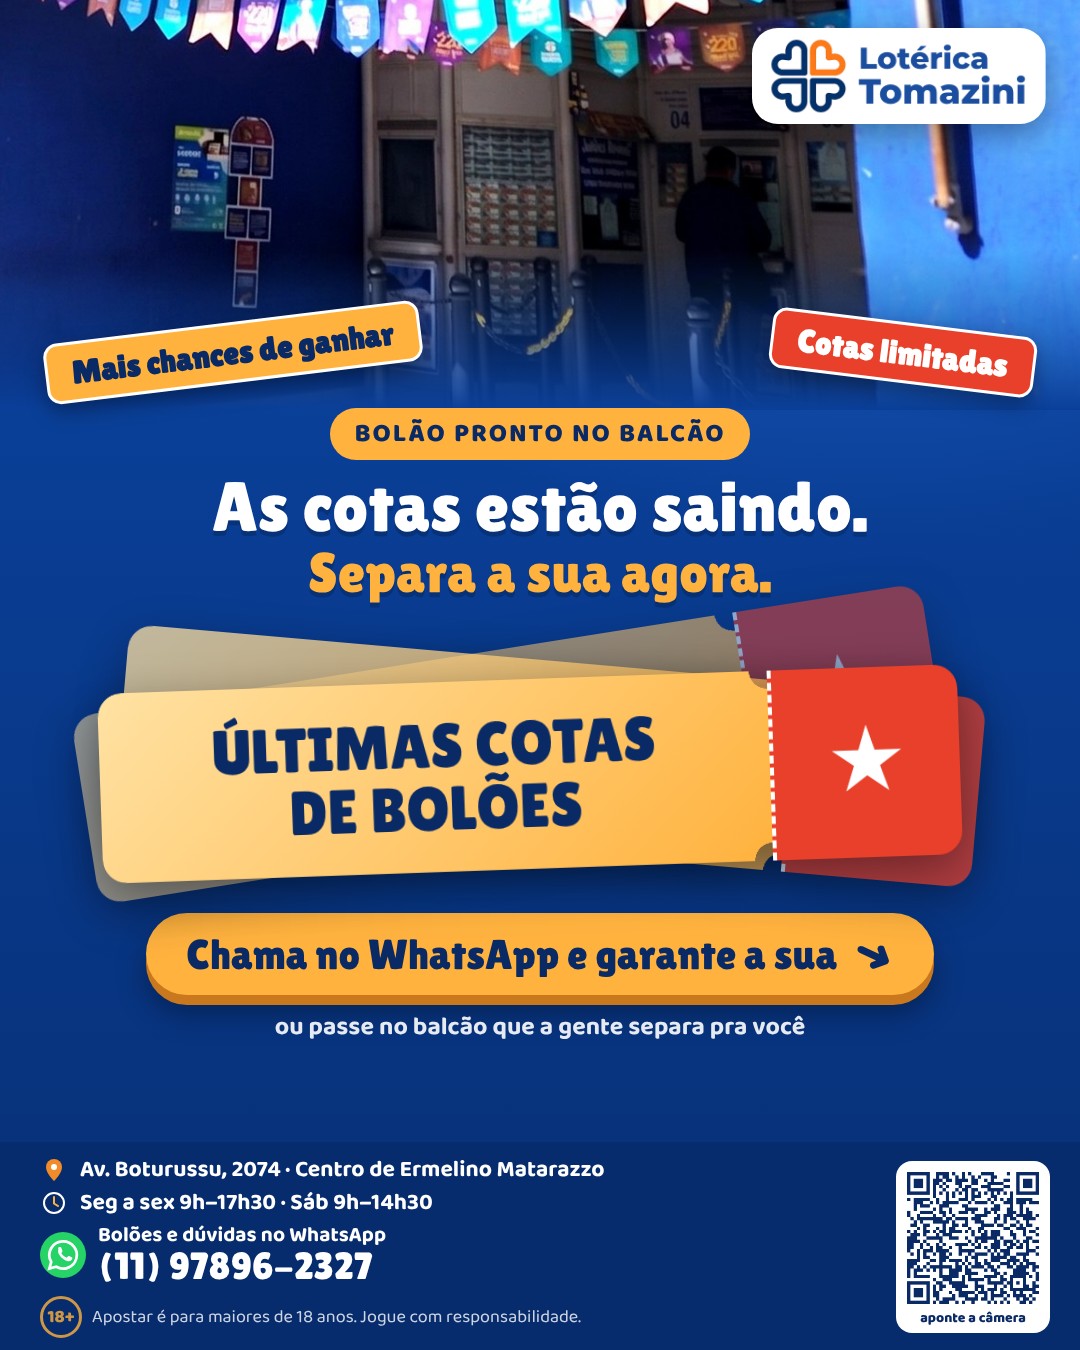 Lotérica
Tomazini
04
Mais chances de ganhar
Cotas limitadas
BOLÃO PRONTO NO BALCÃO
As cotas estão saindo.
Separa a sua agora.
ÚLTIMAS COTAS
DE BOLÕES
Chama no WhatsApp e garante a sua
ou passe no balcão que a gente separa pra você
Av. Boturussu, 2074 · Centro de Ermelino Matarazzo
Seg a sex 9h–17h30 · Sáb 9h–14h30
Bolões e dúvidas no WhatsApp
(11) 97896–2327
18+ Apostar é para maiores de 18 anos. Jogue com responsabilidade.
aponte a câmera